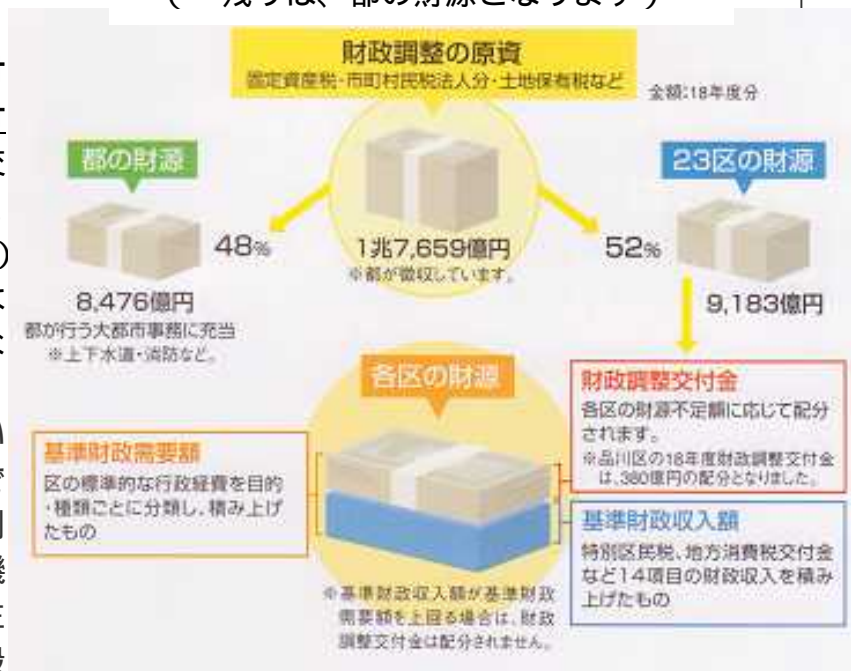 （　残りは、都の財源となります）
財政調整の原資
固定資産税・市町村民税法人分・土地保有税など
金額：18年度分
都の財源
23区の財源
48%
1兆7,659億円
※都が徴収しています。
52%
8,476億円
都が行う大都市事務に充当
※上下水道・消防など。
9,183億円
各区の財源
財政調整交付金
各区の財源不足額に応じて配分
されます。
※品川区の18年度財政調整交付金
は、380億円の配分となりました。
基準財政需要額
区の標準的な行政経費を目的
・種類ごとに分類し、積み上げ
たもの
基準財政収入額
特別区民税、地方消費税交付金
など14項目の財政収入を積み
上げたもの
※基準財政収入額が基準財政
需要額を上回る場合は、財政
調整交付金は配分されません。